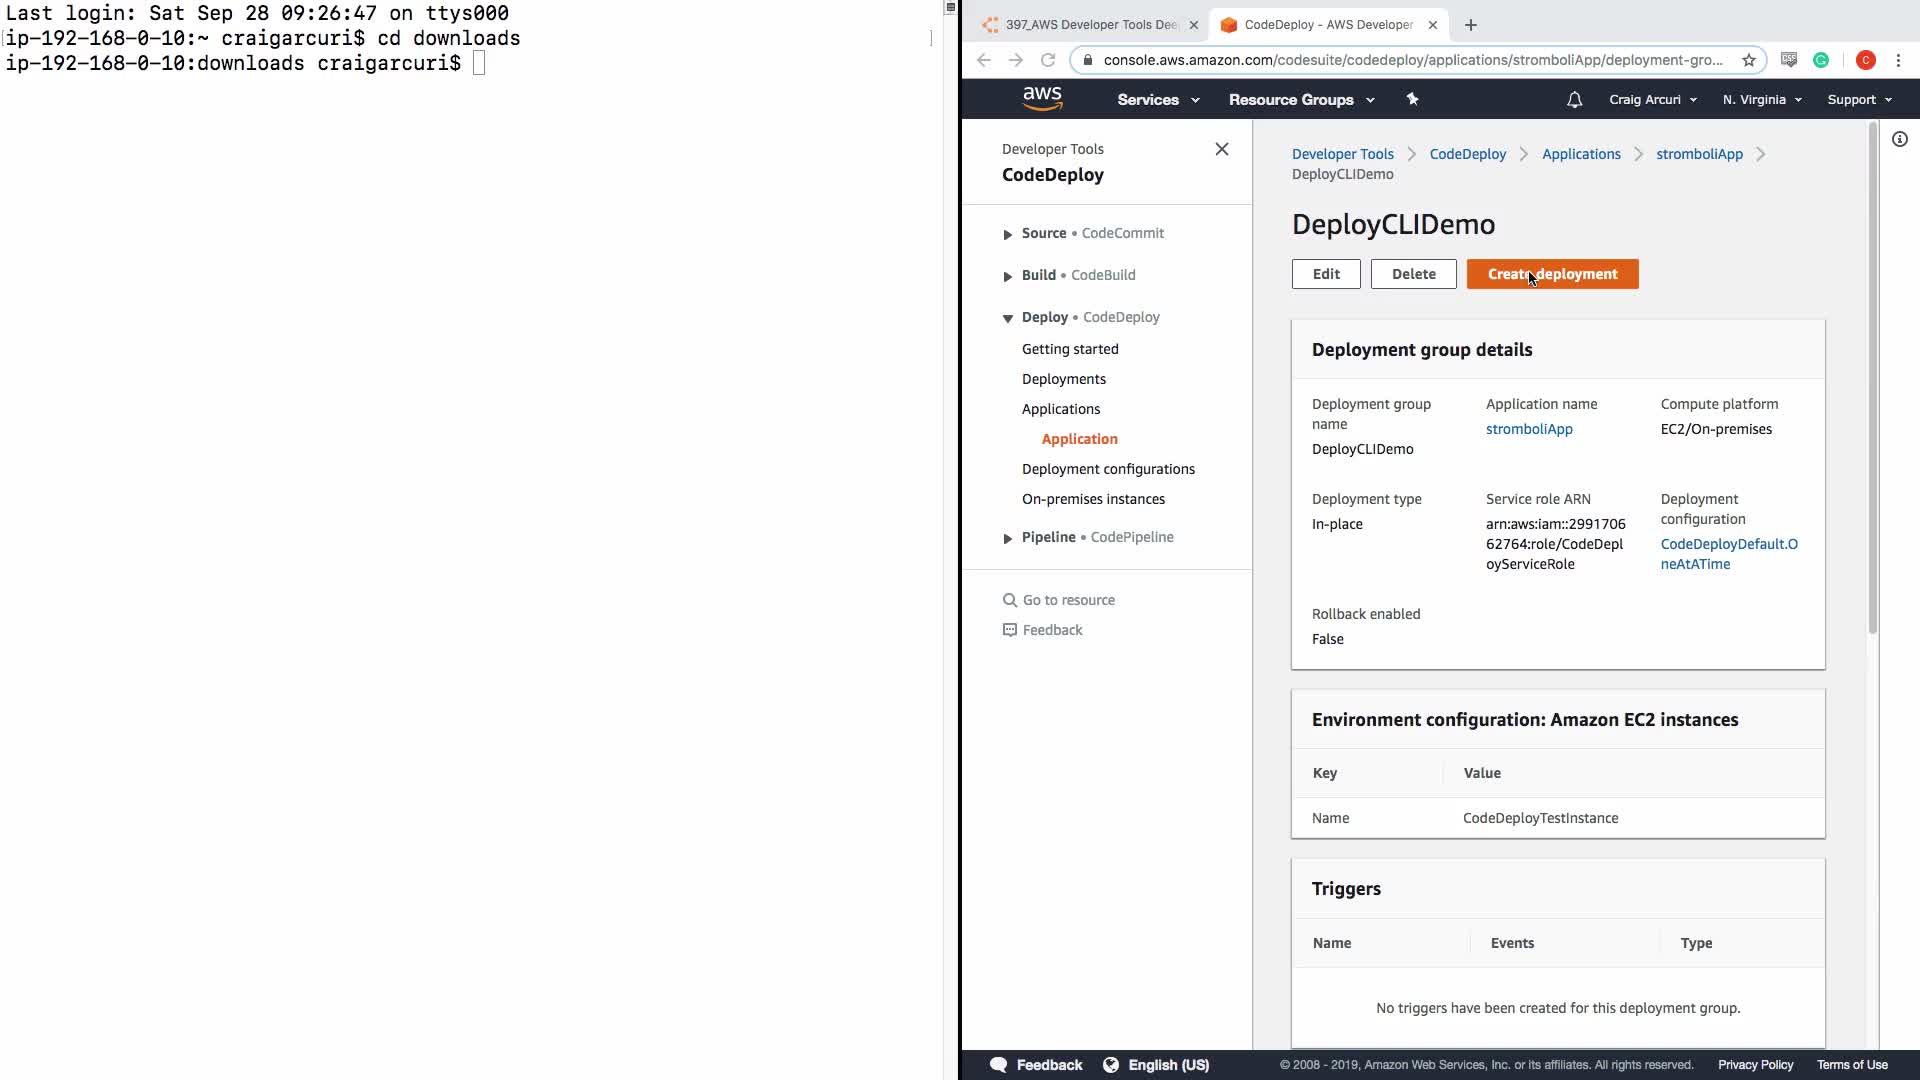 Last login: Sat Sep 28 09:26:47 on ttys000
ip-192-168-0-10:~ craigarcuri$ cd downloads
ip-192-168-0-10:downloads craigarcuri$
397_AWS Developer Tools Dee
CodeDeploy - AWS Developer
console.aws.amazon.com/codesuite/codedeploy/applications/stromboliApp/deployment-gro...
C
aws
Services
Resource Groups
Craig Arcuri
N. Virginia
Support
Developer Tools
CodeDeploy
Source • CodeCommit
Build • CodeBuild
Deploy • CodeDeploy
Getting started
Deployments
Applications
Application
Deployment configurations
On-premises instances
Pipeline • CodePipeline
Go to resource
Feedback
Developer Tools
CodeDeploy
Applications
stromboliApp
DeployCLIDemo
DeployCLIDemo
Edit
Delete
Create deployment
Deployment group details
Deployment group
name
DeployCLIDemo
Application name
stromboliApp
Compute platform
EC2/On-premises
Deployment type
In-place
Service role ARN
arn:aws:iam::2991706
62764:role/CodeDepl
oyServiceRole
Deployment
configuration
CodeDeployDefault.O
neAtATime
Rollback enabled
False
Environment configuration: Amazon EC2 instances
Key
Value
Name
CodeDeployTestInstance
Triggers
Name
Events
Type
No triggers have been created for this deployment group.
Feedback
English (US)
© 2008 - 2019, Amazon Web Services, Inc. or its affiliates. All rights reserved.
Privacy Policy
Terms of Use